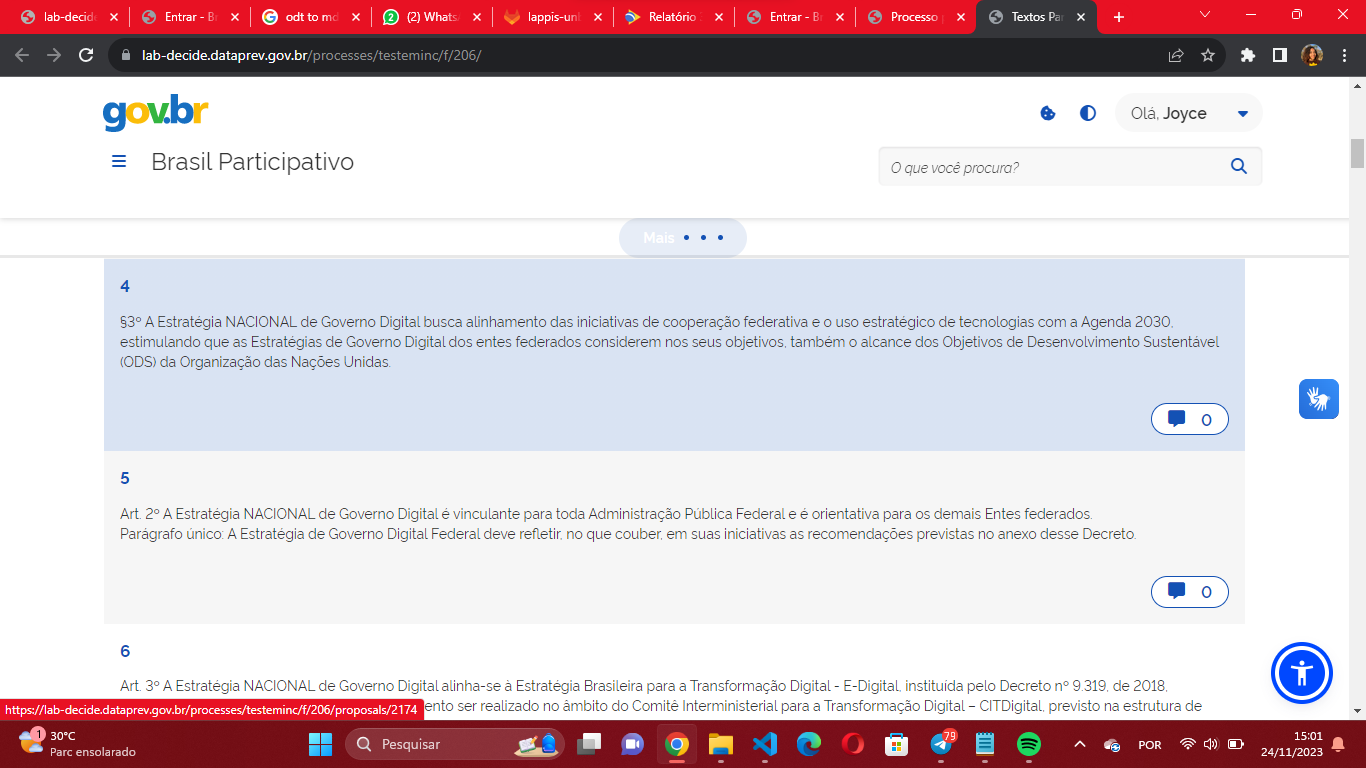 lab-decide
Entrar - Br
odt to md
(2) Whats
lappis-unb
Relatório
Entrar - Br
Processo
Textos Par
lab-decide.dataprev.gov.br/processes/testeminc/f/206/
gov.br
Olá, Joyce
Brasil Participativo
O que você procura?
Mais
4
§3º A Estratégia NACIONAL de Governo Digital busca alinhamento das iniciativas de cooperação federativa e o uso estratégico de tecnologias com a Agenda 2030,
estimulando que as Estratégias de Governo Digital dos entes federados considerem nos seus objetivos, também o alcance dos Objetivos de Desenvolvimento Sustentável
(ODS) da Organização das Nações Unidas.
0
5
Art. 2º A Estratégia NACIONAL de Governo Digital é vinculante para toda Administração Pública Federal e é orientativa para os demais Entes federados.
Parágrafo único: A Estratégia de Governo Digital Federal deve refletir, no que couber, em suas iniciativas as recomendações previstas no anexo desse Decreto.
0
6
Art. 3º A Estratégia NACIONAL de Governo Digital alinha-se à Estratégia Brasileira para a Transformação Digital - E-Digital, instituída pelo Decreto nº 9.319, de 2018,
https://lab-decide.dataprev.gov.br/processes/testeminc/f/206/proposals/2174
ento ser realizado no âmbito do Comitê Interministerial para a Transformação Digital – CITDigital, previsto na estrutura de
1
30°C
Parc ensolarado
Pesquisar
79
POR
15:01
24/11/2023